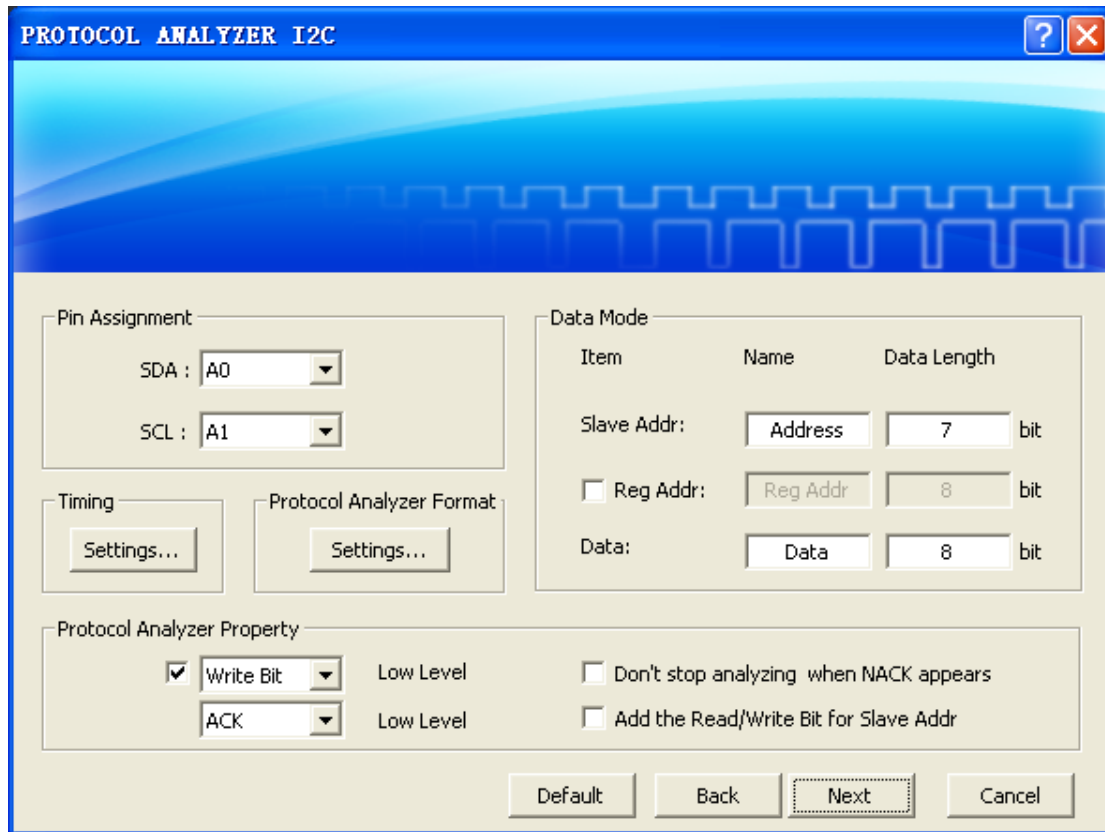 PROTOCOL ANALYZER I2C
Pin Assignment
SDA : A0
SCL : A1
Timing
Settings...
Protocol Analyzer Format
Settings...
Data Mode
Item Name Data Length
Slave Addr: Address 7 bit
Reg Addr: Reg Addr 8 bit
Data: Data 8 bit
Protocol Analyzer Property
Write Bit Low Level
ACK Low Level
Don't stop analyzing when NACK appears
Add the Read/Write Bit for Slave Addr
Default Back Next Cancel